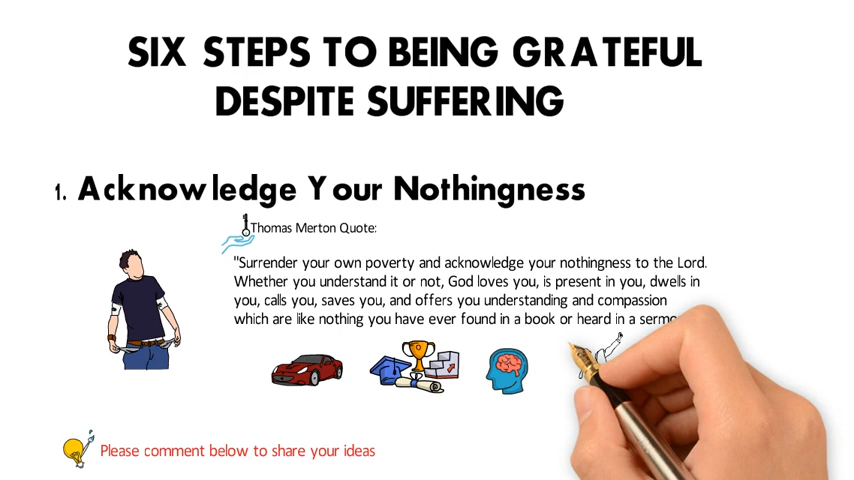 SIX STEPS TO BEING GRATEFUL
DESPITE SUFFERING
1. Acknowledge Your Nothingness
Thomas Merton Quote:
"Surrender your own poverty and acknowledge your nothingness to the Lord.
Whether you understand it or not, God loves you, is present in you, dwells in
you, calls you, saves you, and offers you understanding and compassion
which are like nothing you have ever found in a book or heard in a
Please comment below to share your ideas